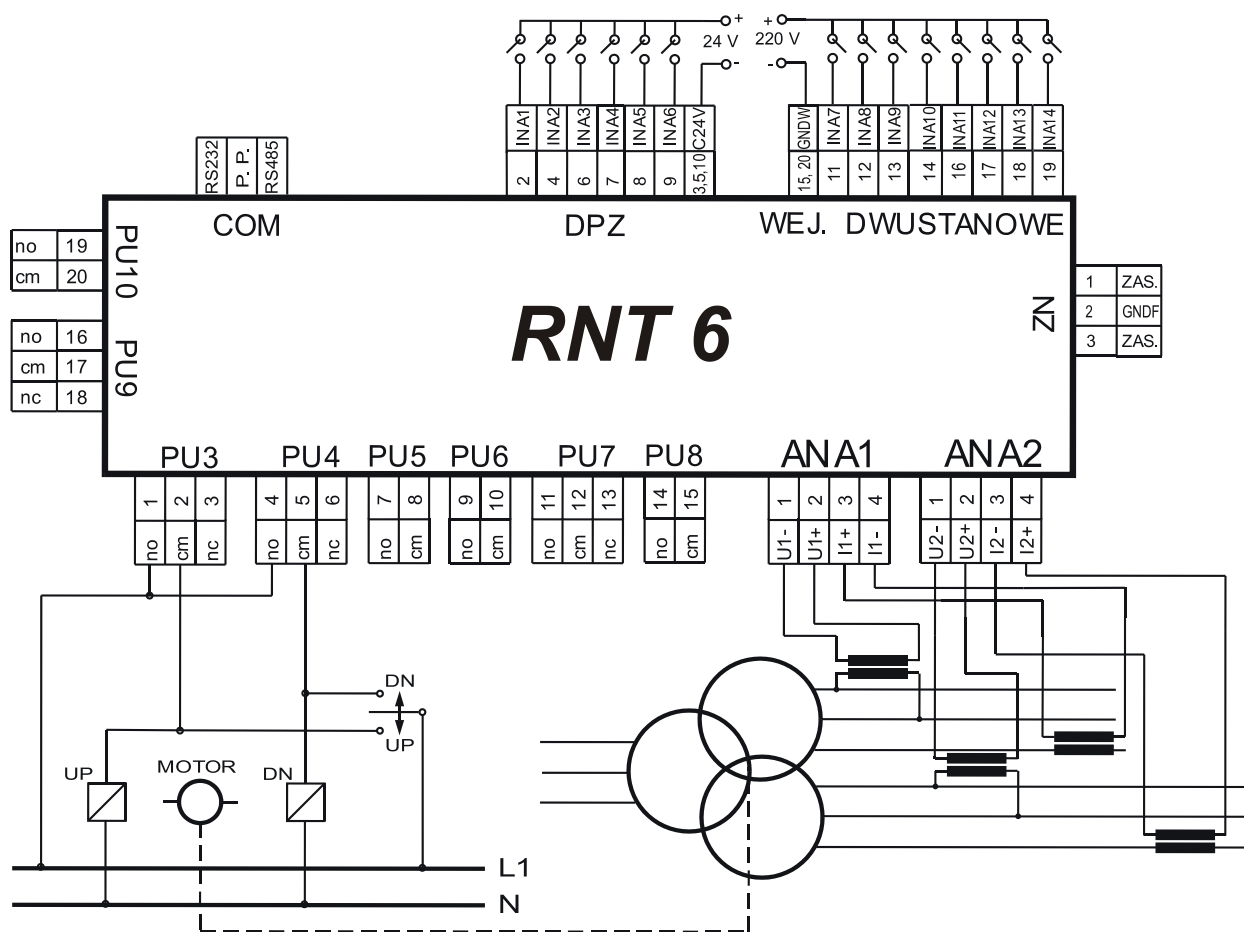 + +
24 V 220 V
- -
INA1 INA2 INA3 INA4 INA5 INA6 C24V
2 4 6 7 8 9 3,5,10
GNDW INA7 INA8 INA9 INA10 INA11 INA12 INA13 INA14
15, 20 11 12 13 14 16 17 18 19
RS232 P. P. RS485
COM DPZ WEJ. DWUSTANOWE
no 19
cm 20
PU10
no 16
cm 17
nc 18
PU9
RNT 6
ZN
1 ZAS.
2 GNDF
3 ZAS.
PU3 PU4 PU5 PU6 PU7 PU8 ANA1 ANA2
1 2 3 4 5 6 7 8 9 10 11 12 13 14 15 1 2 3 4 1 2 3 4
no cm nc no cm nc no cm no cm no cm nc no cm U1- U1+ I1+ I1- U2- U2+ I2- I2+
DN
UP
UP MOTOR DN
L1
N